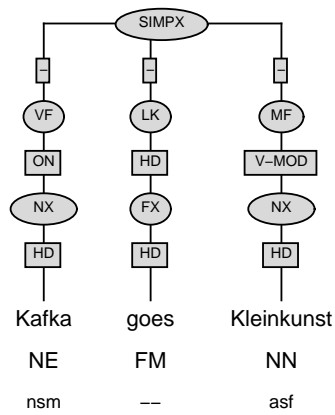 SIMPX
– – –
VF LK MF
ON HD V–MOD
NX FX NX
HD HD HD
Kafka goes Kleinkunst
NE FM NN
nsm –– asf